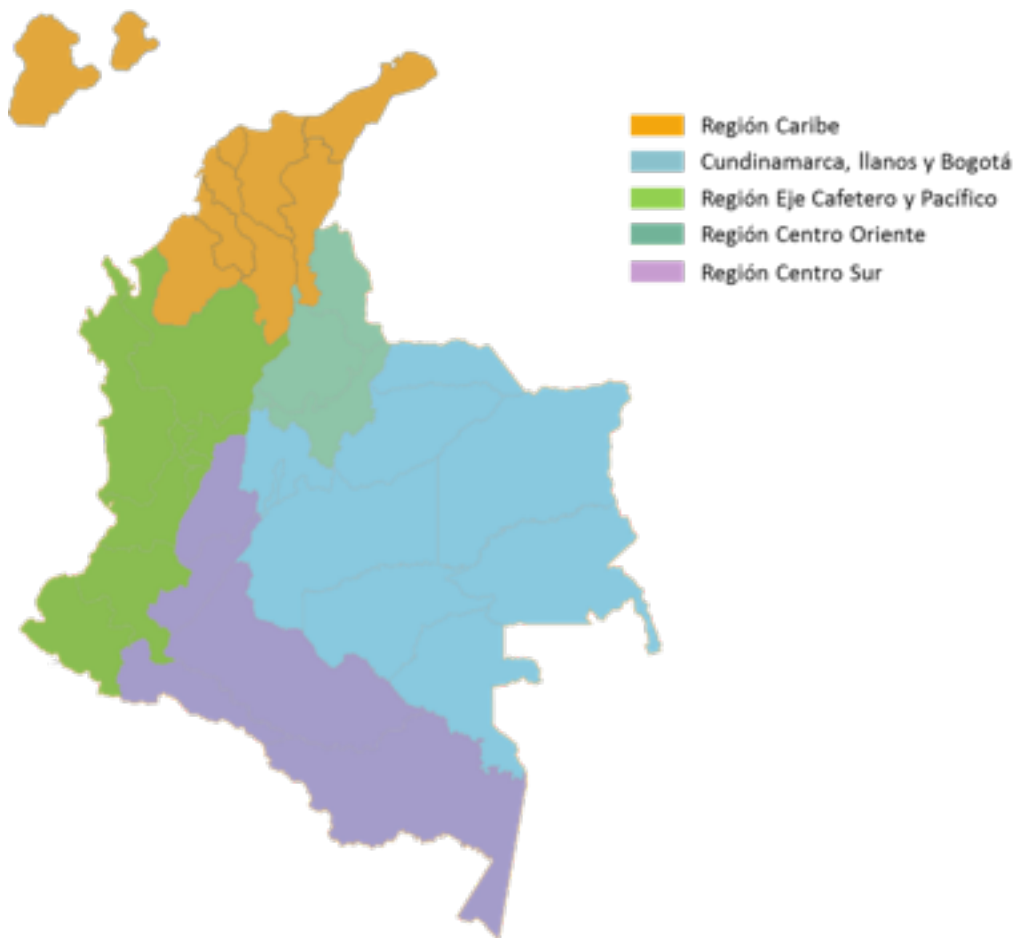 Región Caribe
Cundinamarca, llanos y Bogotá
Región Eje Cafetero y Pacífico
Región Centro Oriente
Región Centro Sur